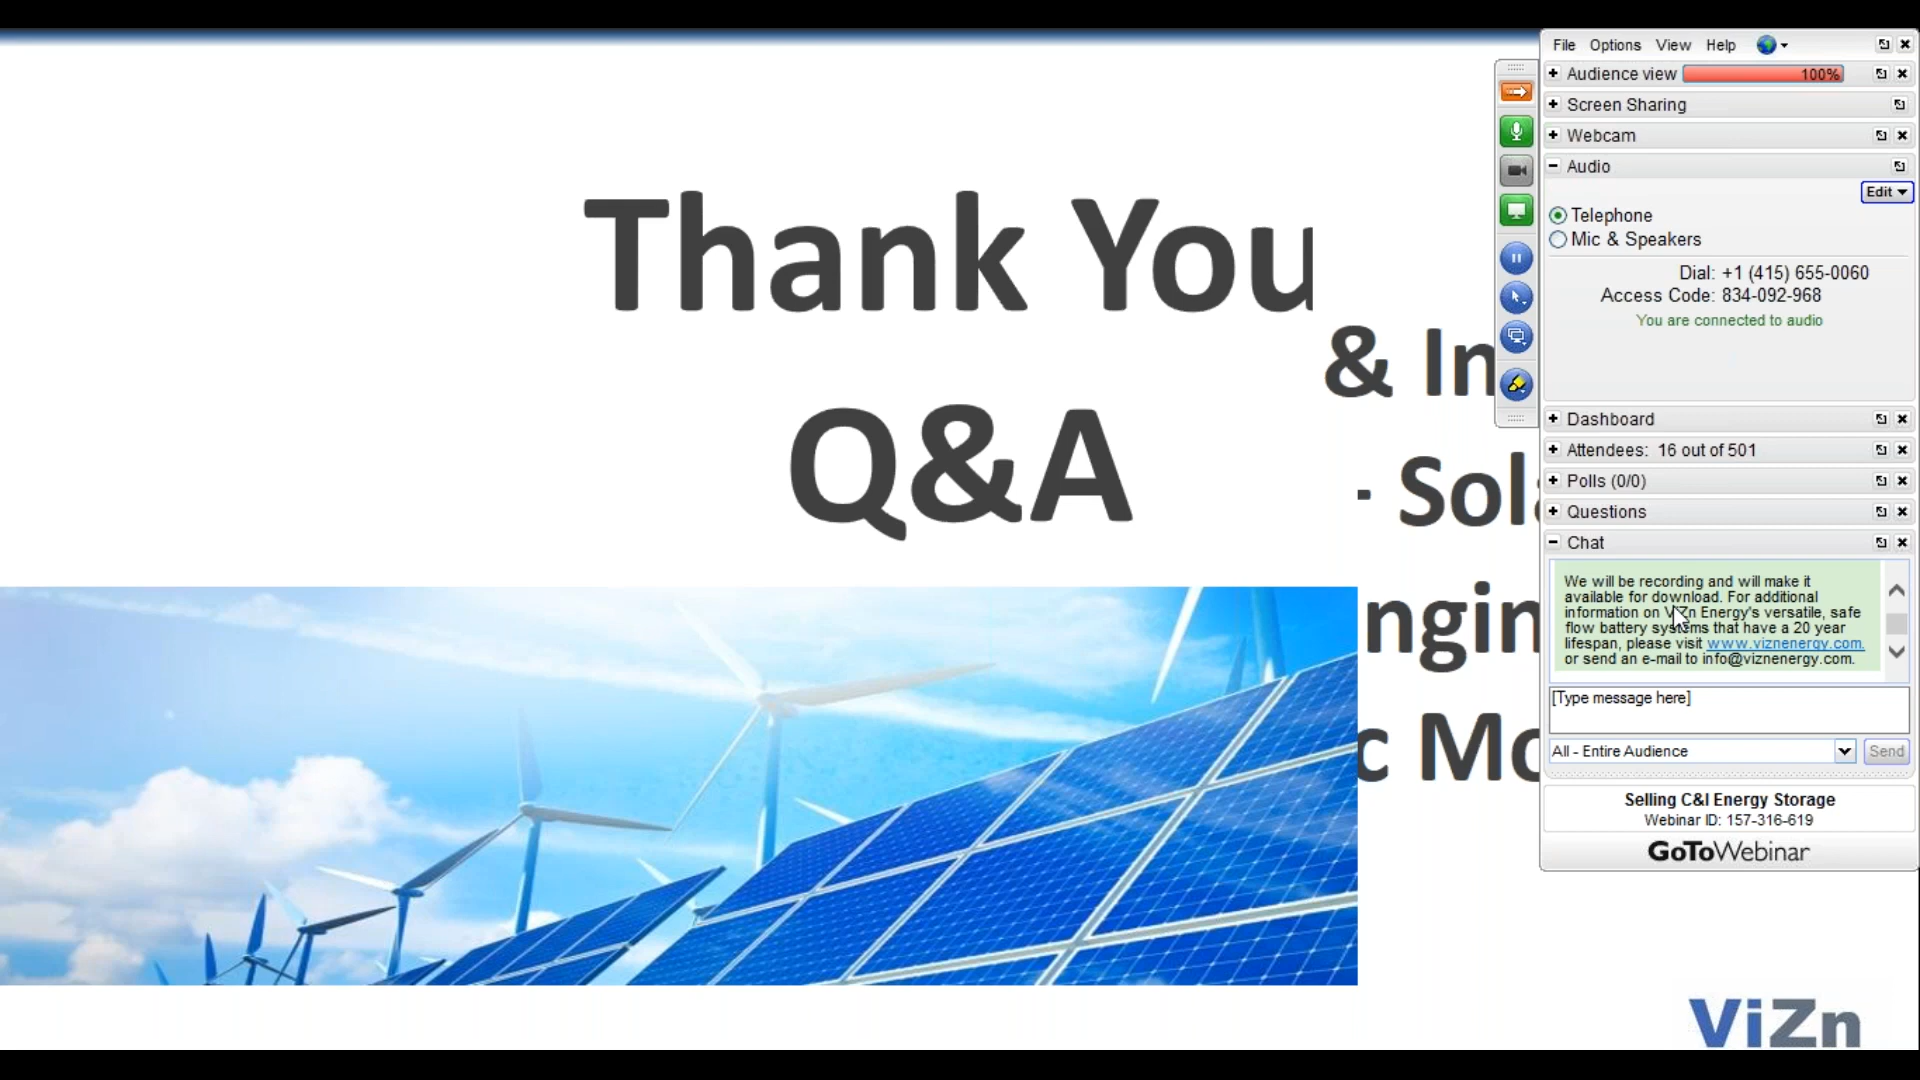 Thank You
Q&A
& In
- Sol
ngin
c Mo
ViZn
File Options View Help
Audience view 100%
Screen Sharing
Webcam
Audio
Edit
Telephone
Mic & Speakers
Dial: +1 (415) 655-0060
Access Code: 834-092-968
You are connected to audio
Dashboard
Attendees: 16 out of 501
Polls (0/0)
Questions
Chat
We will be recording and will make it
available for download. For additional
information on ViZn Energy's versatile, safe
flow battery systems that have a 20 year
lifespan, please visit www.viznenergy.com.
or send an e-mail to info@viznenergy.com.
[Type message here]
All - Entire Audience
Send
Selling C&I Energy Storage
Webinar ID: 157-316-619
GoToWebinar